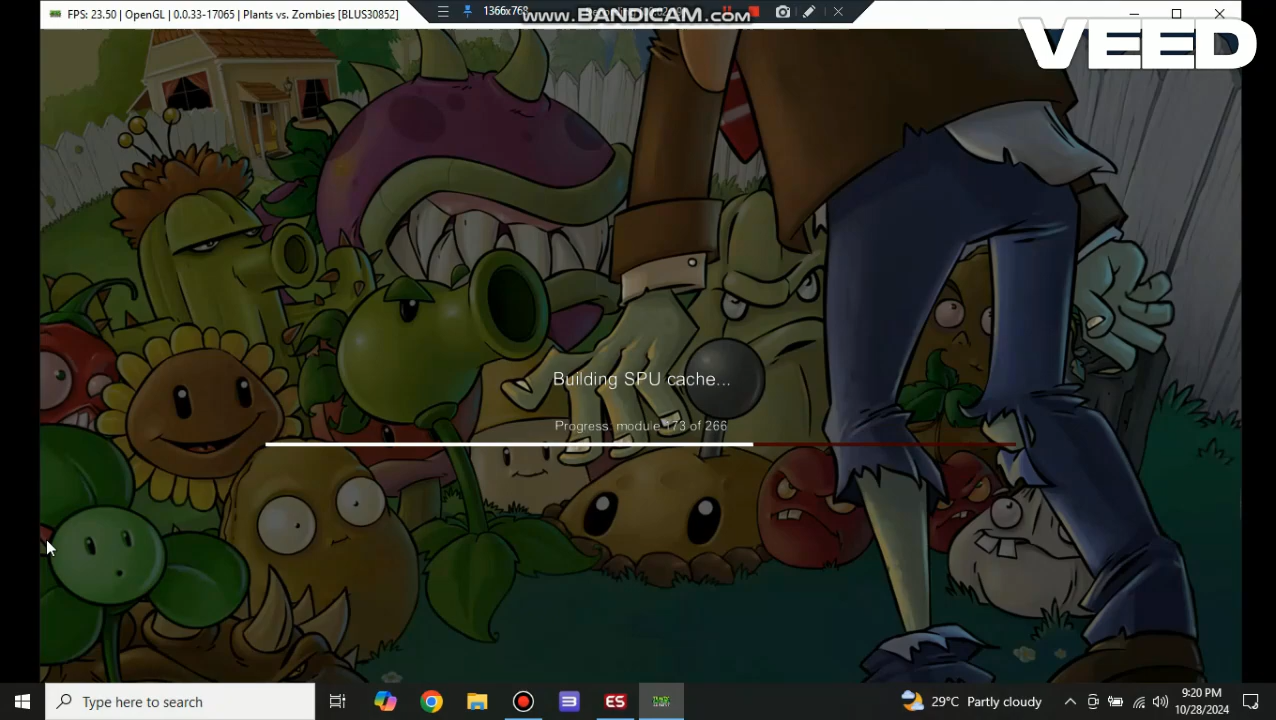 FPS: 23.50 | OpenGL | 0.0.33-17065 | Plants vs. Zombies [BLUS30852]
1366x768
www.BANDICAM.com
VEED
Building SPU cache...
Progress: module 173 of 266
Type here to search
ES
29°C Partly cloudy
9:20 PM
10/28/2024